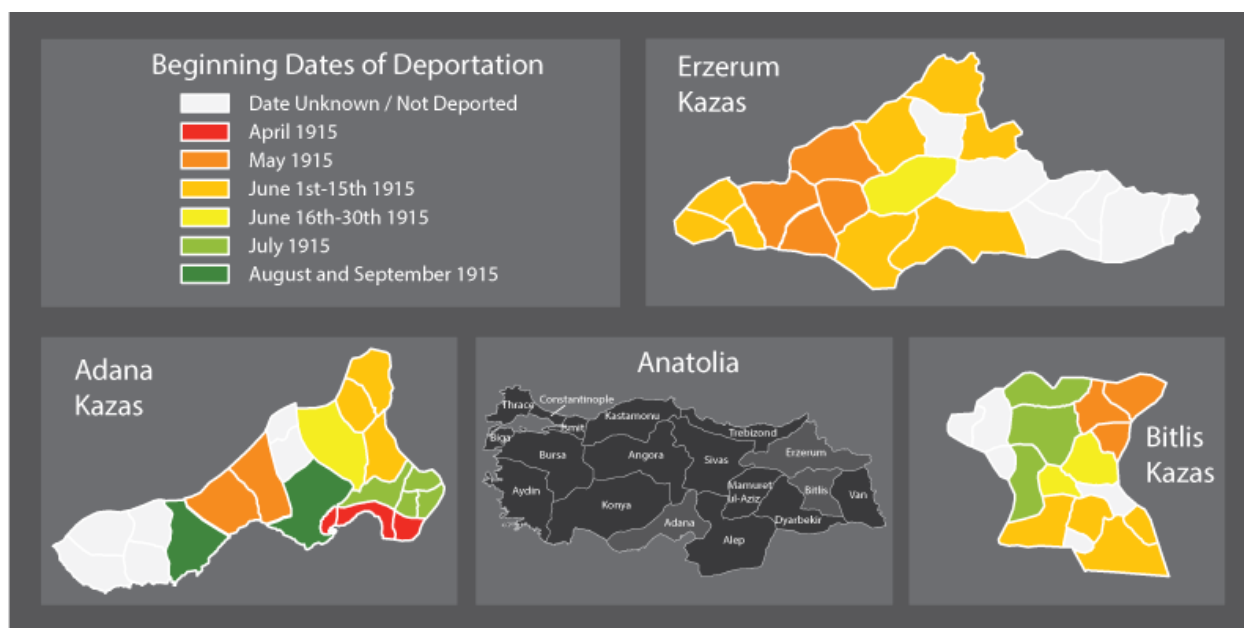 Beginning Dates of Deportation
Date Unknown / Not Deported
April 1915
May 1915
June 1st-15th 1915
June 16th-30th 1915
July 1915
August and September 1915
Erzerum
Kazas
Adana
Kazas
Anatolia
Thrace
Constantinople
Kastamonu
Ismit
Biga
Trebizond
Bursa
Angora
Sivas
Erzerum
Aydin
Mamuret
ul-Aziz
Bitlis
Van
Konya
Adana
Dyarbekir
Alep
Bitlis
Kazas